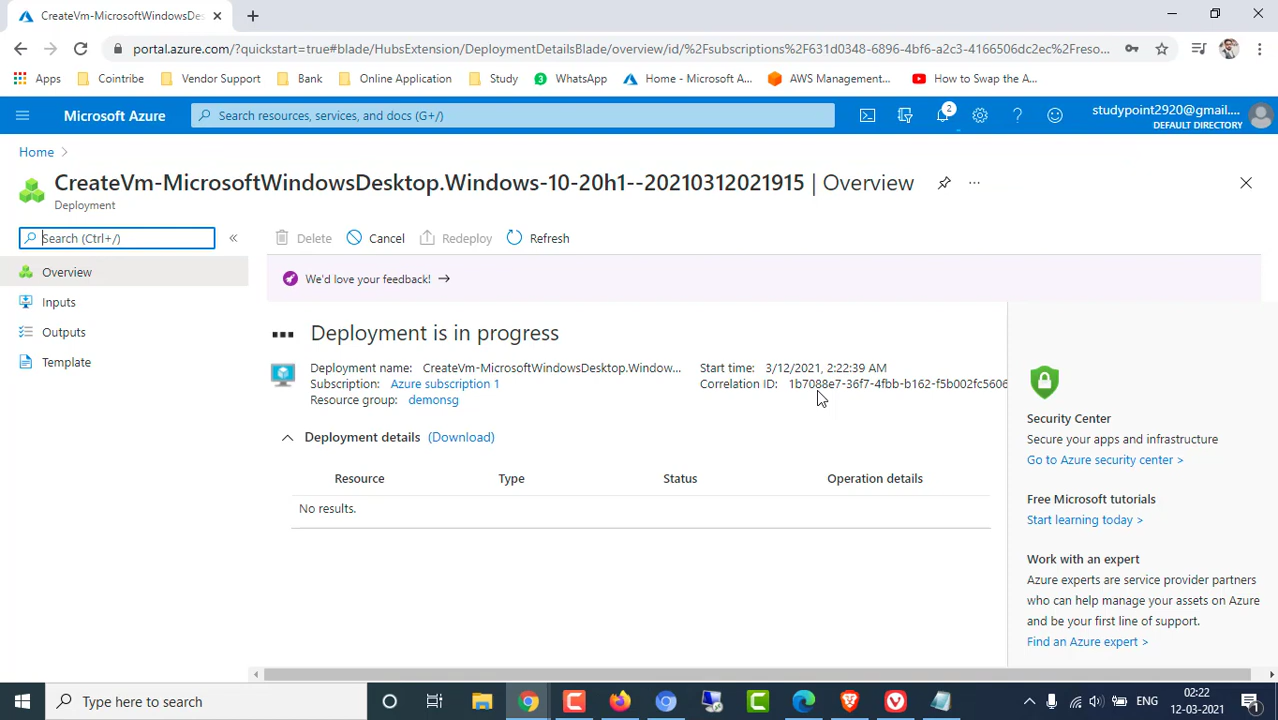 CreateVm-MicrosoftWindowsDes
portal.azure.com/?quickstart=true#blade/HubsExtension/DeploymentDetailsBlade/overview/id/%2Fsubscriptions%2F631d0348-6896-4bf6-a2c3-4166506dc2ec%2Freso...
Apps Cointribe Vendor Support Bank Online Application Study 3 WhatsApp Home - Microsoft A... AWS Management... How to Swap the A...
Microsoft Azure Search resources, services, and docs (G+/) 2 studypoint2920@gmail....
DEFAULT DIRECTORY
Home >
CreateVm-MicrosoftWindowsDesktop.Windows-10-20h1--20210312021915 | Overview ...
Deployment
Search (Ctrl+/) « Delete Cancel Redeploy Refresh
Overview
Inputs
Outputs
Template
We'd love your feedback! →
Deployment is in progress
Deployment name: CreateVm-MicrosoftWindowsDesktop.Window... Start time: 3/12/2021, 2:22:39 AM
Subscription: Azure subscription 1 Correlation ID: 1b7088e7-36f7-4fbb-b162-f5b002fc5606
Resource group: demonsg
Deployment details (Download)
Resource Type Status Operation details
No results.
Security Center
Secure your apps and infrastructure
Go to Azure security center >
Free Microsoft tutorials
Start learning today >
Work with an expert
Azure experts are service provider partners
who can help manage your assets on Azure
and be your first line of support.
Find an Azure expert >
Type here to search ENG 02:22
12-03-2021 1